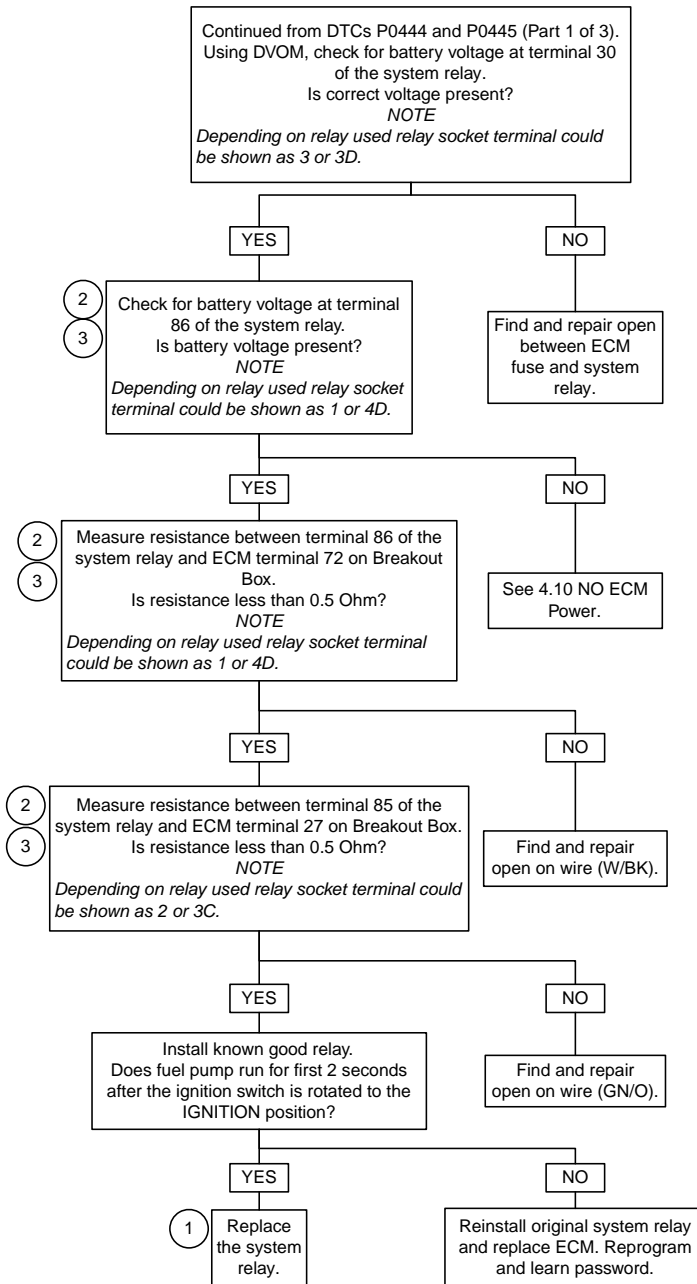 Continued from DTCs P0444 and P0445 (Part 1 of 3).
Using DVOM, check for battery voltage at terminal 30
of the system relay.
Is correct voltage present?
NOTE
Depending on relay used relay socket terminal could
be shown as 3 or 3D.
YES
NO
2
3
Check for battery voltage at terminal
86 of the system relay.
Is battery voltage present?
NOTE
Depending on relay used relay socket
terminal could be shown as 1 or 4D.
Find and repair open
between ECM
fuse and system
relay.
YES
NO
2
3
Measure resistance between terminal 86 of the
system relay and ECM terminal 72 on Breakout
Box.
Is resistance less than 0.5 Ohm?
NOTE
Depending on relay used relay socket terminal
could be shown as 1 or 4D.
See 4.10 NO ECM
Power.
YES
NO
2
3
Measure resistance between terminal 85 of the
system relay and ECM terminal 27 on Breakout Box.
Is resistance less than 0.5 Ohm?
NOTE
Depending on relay used relay socket terminal could
be shown as 2 or 3C.
Find and repair
open on wire (W/BK).
YES
NO
Install known good relay.
Does fuel pump run for first 2 seconds
after the ignition switch is rotated to the
IGNITION position?
Find and repair
open on wire (GN/O).
YES
NO
1
Replace
the system
relay.
Reinstall original system relay
and replace ECM. Reprogram
and learn password.